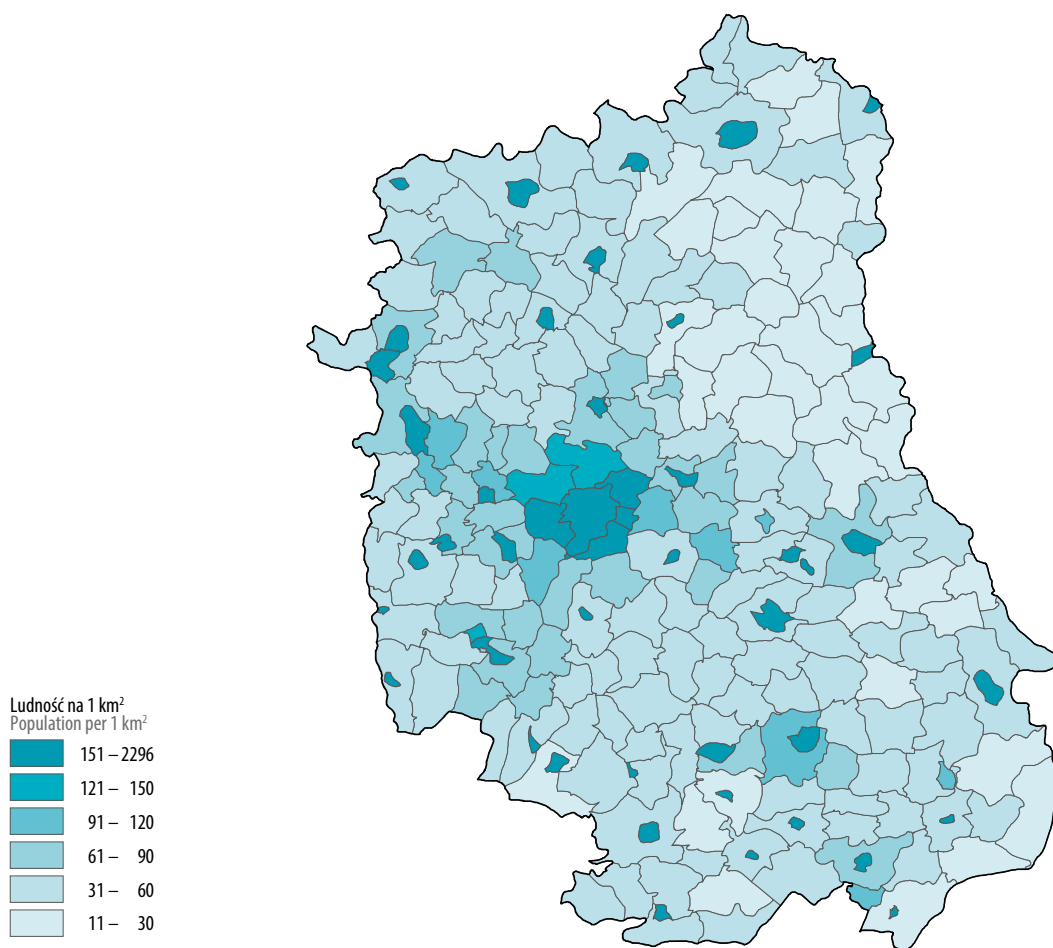 Ludność na 1 km²
Population per 1 km²
151 – 2296
121 – 150
91 – 120
61 – 90
31 – 60
11 – 30